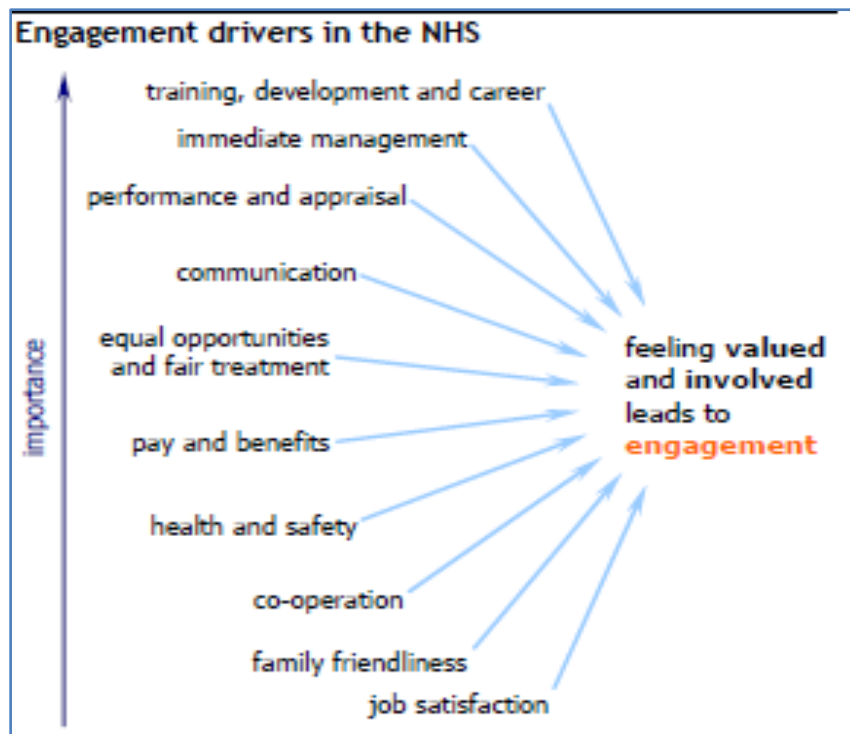 Engagement drivers in the NHS
training, development and career
immediate management
performance and appraisal
communication
equal opportunities
and fair treatment
pay and benefits
health and safety
co-operation
family friendliness
job satisfaction
importance
feeling valued
and involved
leads to
engagement